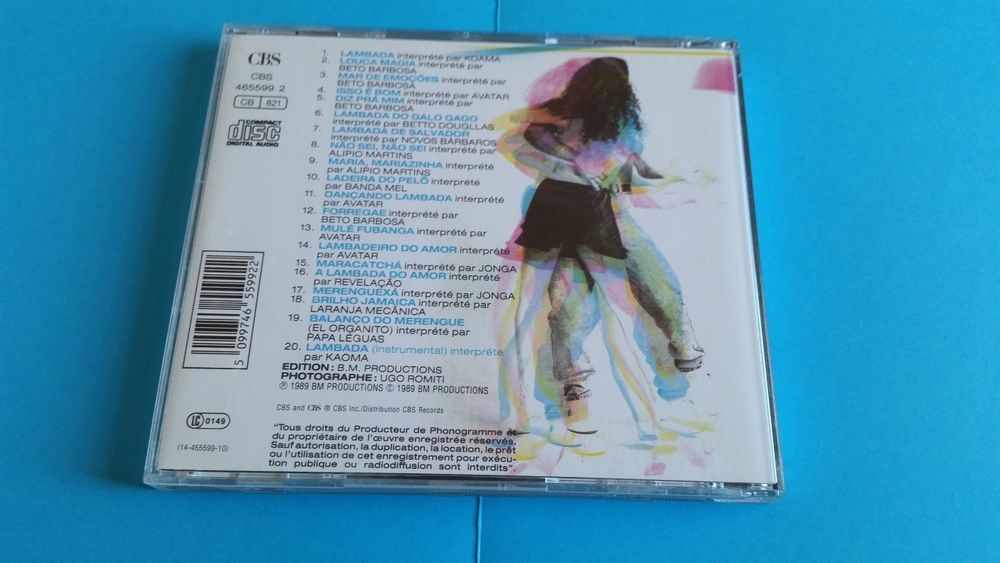 CBS
CBS
465599 2
CB 821
COMPACT
disc
DIGITAL AUDIO
1. LAMBADA interprété par KOAMA
2. LOUCA MAGIA interprété par
BETO BARBOSA
3. MAR DE EMOÇÕES interprété par
BETO BARBOSA
4. ISSO É BOM interprété par AVATAR
5. DIZ PRÁ MIM interprété par
BETO BARBOSA
6. LAMBADA DO GALO GAGO
interprété par BETTO DOUGLLAS
7. LAMBADA DE SALVADOR
interprété par NOVOS BÁRBAROS
8. NÃO SEI, NÃO SEI interprété par
ALIPIO MARTINS
9. MARIA, MARIAZINHA interprété
par ALIPIO MARTINS
10. LADEIRA DO PELÔ interprété
par BANDA MEL
11. DANÇANDO LAMBADA interprété
par AVATAR
12. FORREGAE interprété par
BETO BARBOSA
13. MULÉ FUBANGA interprété par
AVATAR
14. LAMBADEIRO DO AMOR interprété
par AVATAR
15. MARACATCHÁ interprété par JONGA
16. A LAMBADA DO AMOR interprété
par REVELAÇÃO
17. MERENGUEXÁ interprété par JONGA
18. BRILHO JAMAICA interprété par
LARANJA MECÂNICA
19. BALANÇO DO MERENGUE
(EL ORGANITO) interprété par
PAPA LÉGUAS
20. LAMBADA (instrumental) interprété
par KAOMA
EDITION : B.M. PRODUCTIONS
PHOTOGRAPHE : UGO ROMITI
Ⓟ 1989 BM PRODUCTIONS © 1989 BM PRODUCTIONS
CBS and CBS ® CBS Inc./Distribution CBS Records
5 099746 559922
LC 0149
(14-465599-10)
"Tous droits du Producteur de Phonogramme et
du propriétaire de l'œuvre enregistrée réservés.
Sauf autorisation, la duplication, la location, le prêt
ou l'utilisation de cet enregistrement pour exécu-
tion publique ou radiodiffusion sont interdits".